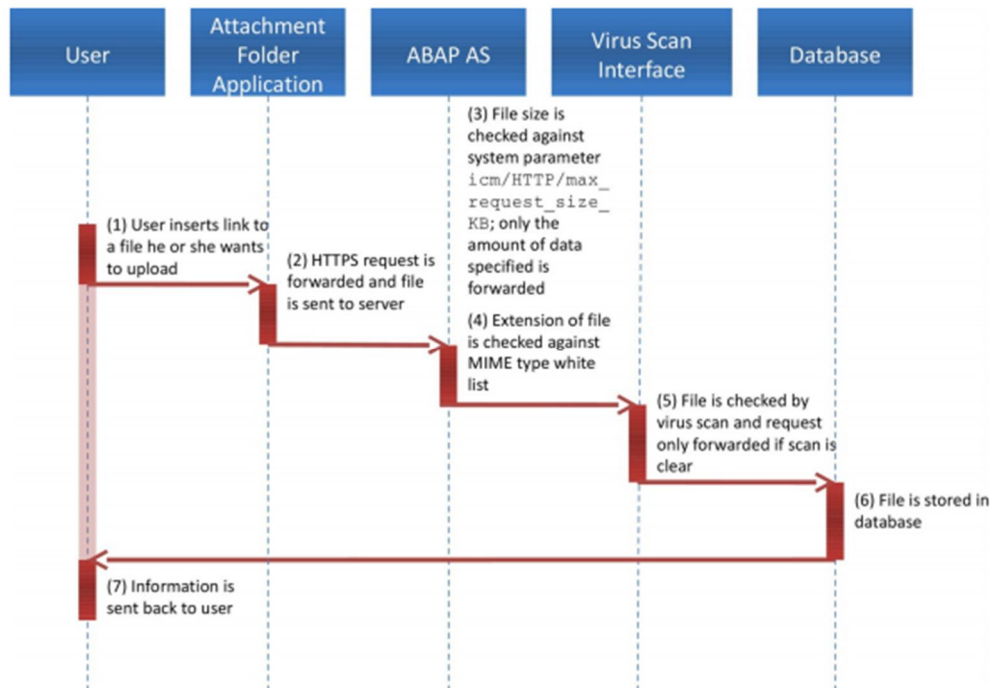 User
Attachment
Folder
Application
ABAP AS
Virus Scan
Interface
Database
(3) File size is
checked against
system parameter
icm/HTTP/max_
request_size_
KB; only the
amount of data
specified is
forwarded
(1) User inserts link to
a file he or she wants
to upload
(2) HTTPS request is
forwarded and file
is sent to server
(4) Extension of file
is checked against
MIME type white
list
(5) File is checked by
virus scan and request
only forwarded if scan is
clear
(6) File is stored in
database
(7) Information is
sent back to user